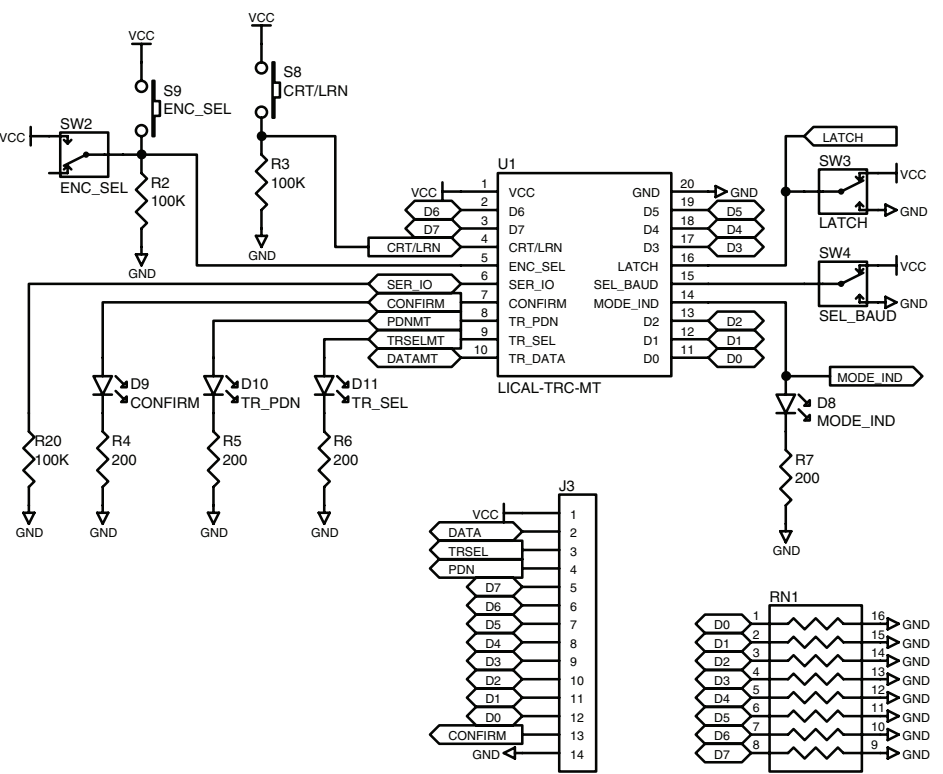 VCC
VCC
S8
CRT/LRN
S9
ENC_SEL
SW2
VCC
ENC_SEL
R2
100K
R3
100K
GND
GND
U1
LATCH
SW3
VCC
GND
LATCH
SW4
VCC
GND
SEL_BAUD
VCC 1 VCC GND 20 GND
D6 2 D6 D5 19 D5
D7 3 D7 D4 18 D4
CRT/LRN 4 CRT/LRN D3 17 D3
5 ENC_SEL LATCH 16
SER_IO 6 SER_IO SEL_BAUD 15
CONFIRM 7 CONFIRM MODE_IND 14
PDNMT 8 TR_PDN D2 13 D2
TRSELMT 9 TR_SEL D1 12 D1
DATAMT 10 TR_DATA D0 11 D0
LICAL-TRC-MT
MODE_IND
D9
CONFIRM
D10
TR_PDN
D11
TR_SEL
D8
MODE_IND
R20
100K
R4
200
R5
200
R6
200
R7
200
GND
GND
GND
GND
GND
J3
VCC 1
DATA 2
TRSEL 3
PDN 4
D7 5
D6 6
D5 7
D4 8
D3 9
D2 10
D1 11
D0 12
CONFIRM 13
GND 14
RN1
D0 1 16 GND
D1 2 15 GND
D2 3 14 GND
D3 4 13 GND
D4 5 12 GND
D5 6 11 GND
D6 7 10 GND
D7 8 9 GND